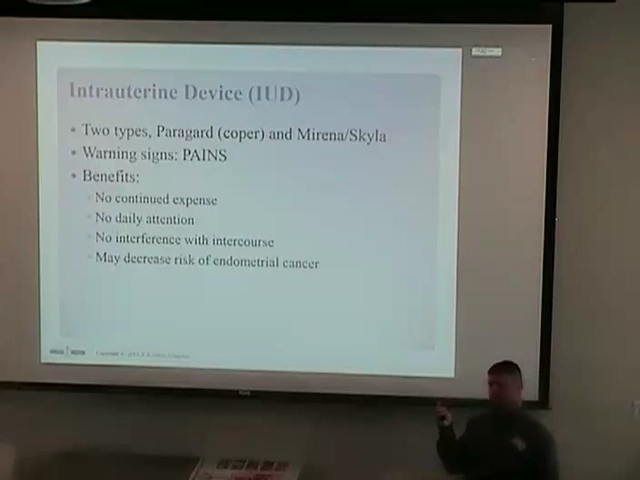 Intrauterine Device (IUD)
Two types, Paragard (coper) and Mirena/Skyla
Warning signs: PAINS
Benefits:
No continued expense
No daily attention
No interference with intercourse
May decrease risk of endometrial cancer